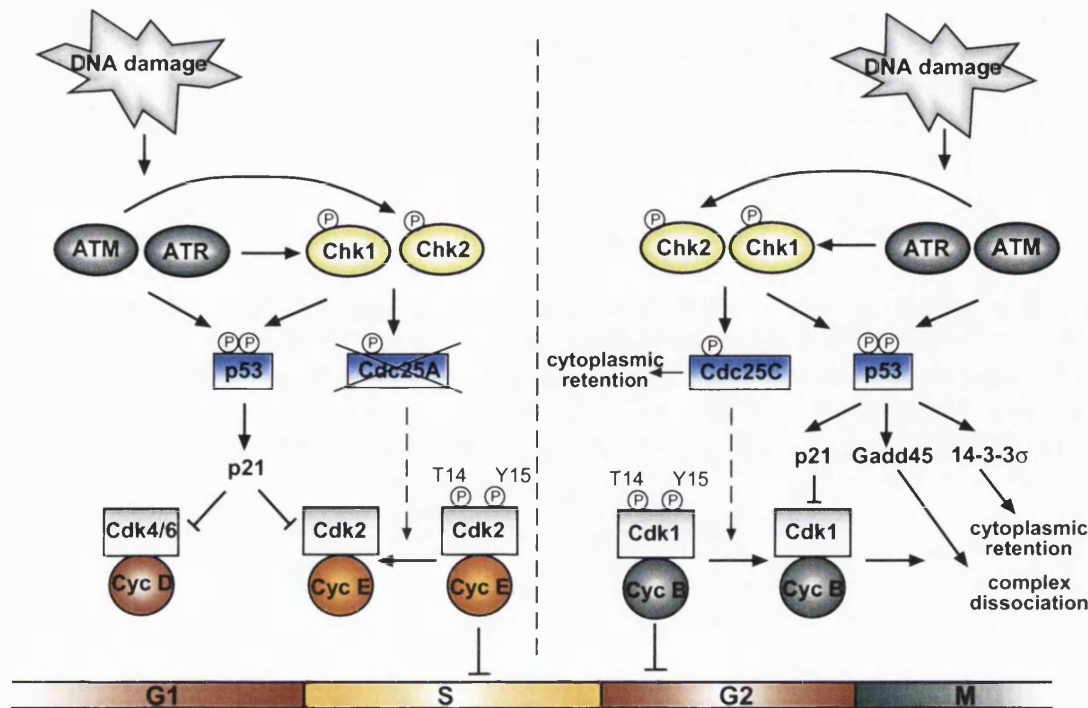 DNA damage
ATM
ATR
P
Chk1
P
Chk2
P P
p53
P
Cdc25A
p21
T14
Y15
P P
Cdk4/6
Cyc D
Cdk2
Cyc E
Cdk2
Cyc E
DNA damage
P
Chk2
P
Chk1
ATR
ATM
cytoplasmic
retention
P
Cdc25C
P P
p53
p21
Gadd45
14-3-3σ
T14
Y15
P P
Cdk1
Cyc B
Cdk1
Cyc B
cytoplasmic
retention
complex
dissociation
G1
S
G2
M